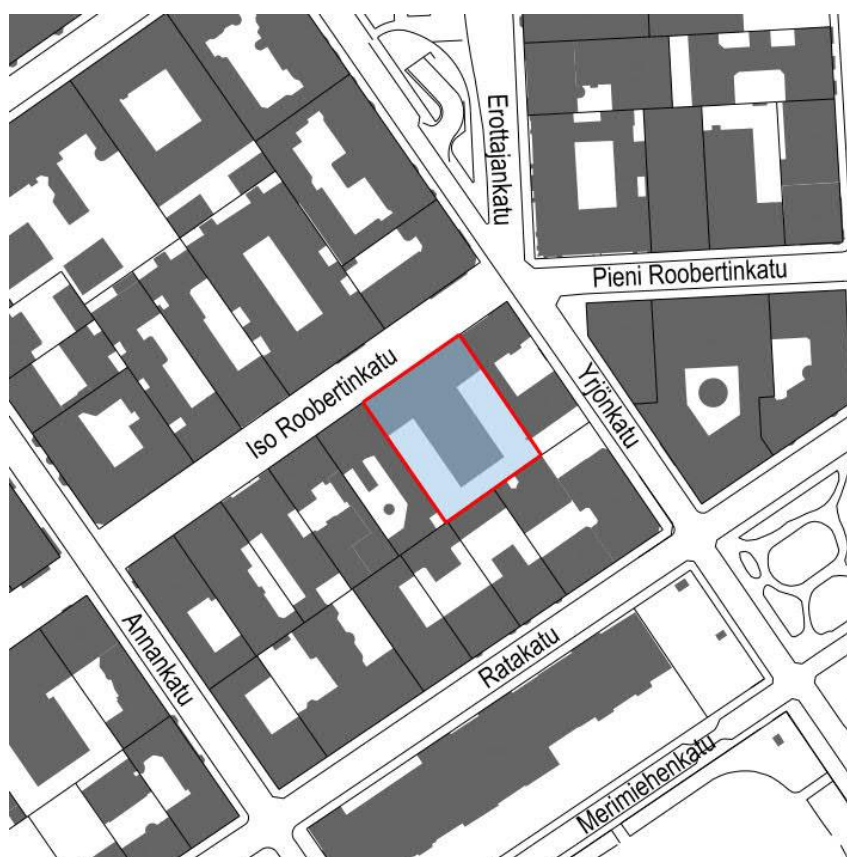 Erottajankatu
Pieni Roobertinkatu
Iso Roobertinkatu
Yrjönkatu
Annankatu
Ratakatu
Merimiehenkatu